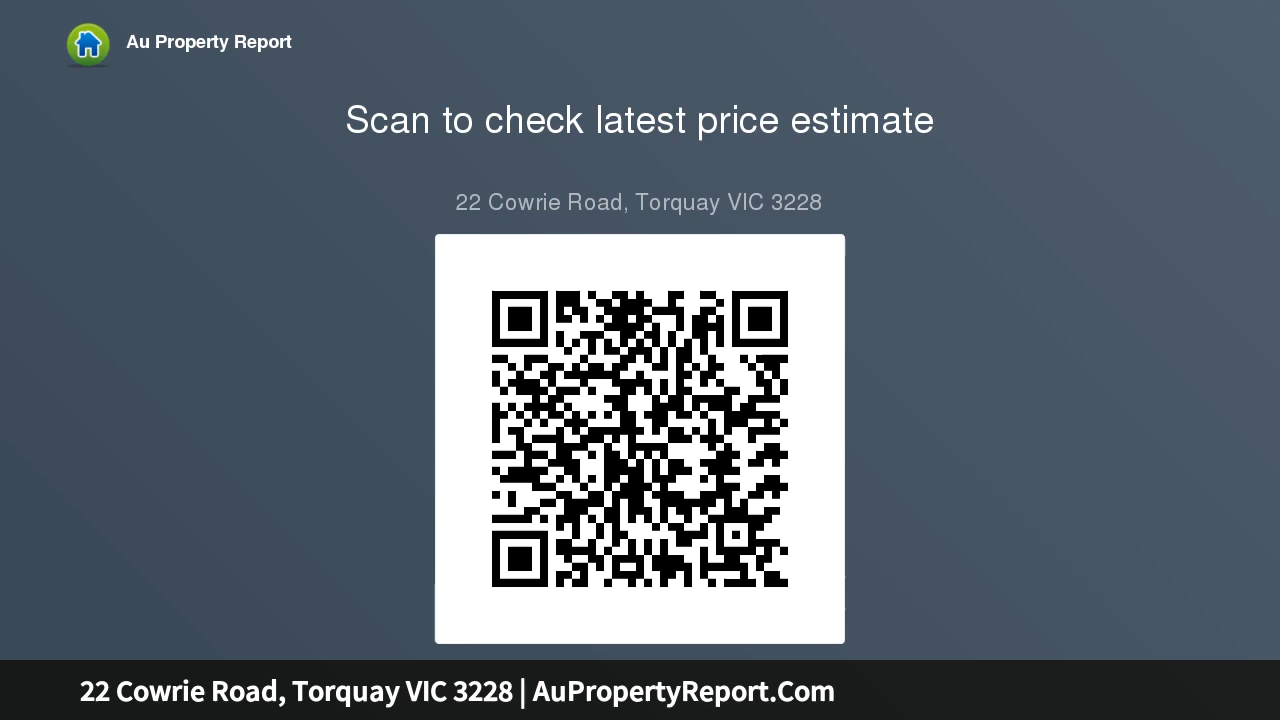 Au Property Report
Scan to check latest price estimate
22 Cowrie Road, Torquay VIC 3228
22 Cowrie Road, Torquay VIC 3228 | AuPropertyReport.Com